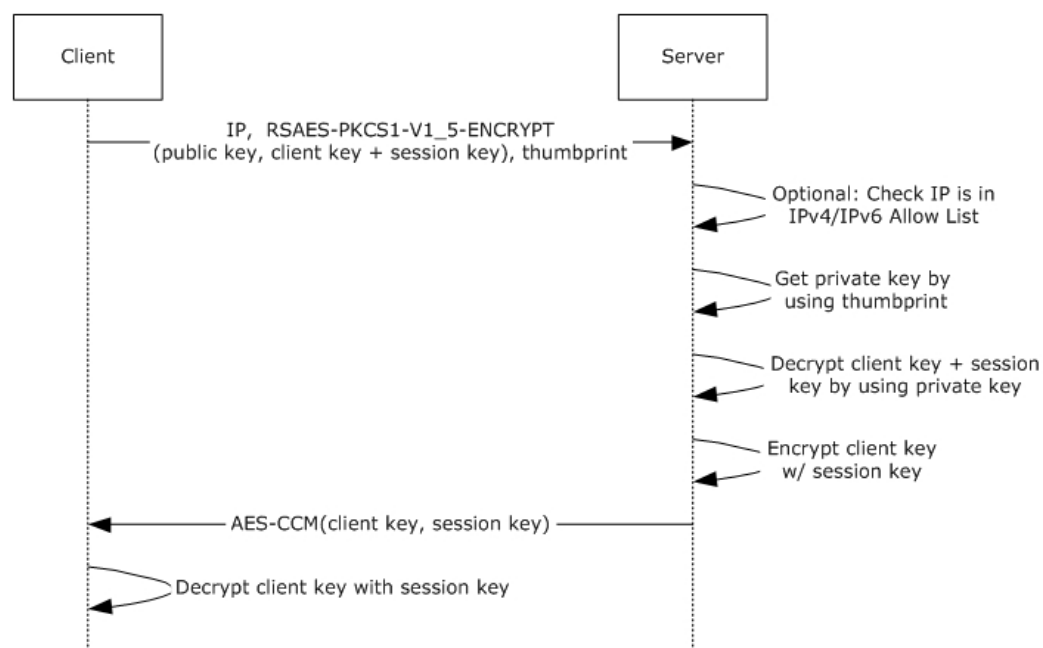 Client
Server
IP, RSAES-PKCS1-V1_5-ENCRYPT
(public key, client key + session key), thumbprint
Optional: Check IP is in
IPv4/IPv6 Allow List
Get private key by
using thumbprint
Decrypt client key + session
key by using private key
Encrypt client key
w/ session key
AES-CCM(client key, session key)
Decrypt client key with session key